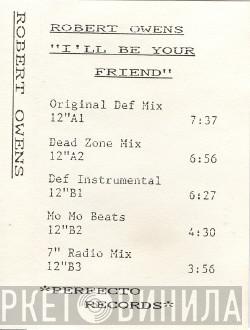 ROBERT OWENS
ROBERT OWENS
"I'LL BE YOUR
FRIEND"
Original Def Mix
12"A1 7:37
Dead Zone Mix
12"A2 6:56
Def Instrumental
12"B1 6:27
Mo Mo Beats
12"B2 4:30
7" Radio Mix
12"B3 3:56
*PERFECTO
RECORDS*
ВИНИЛА